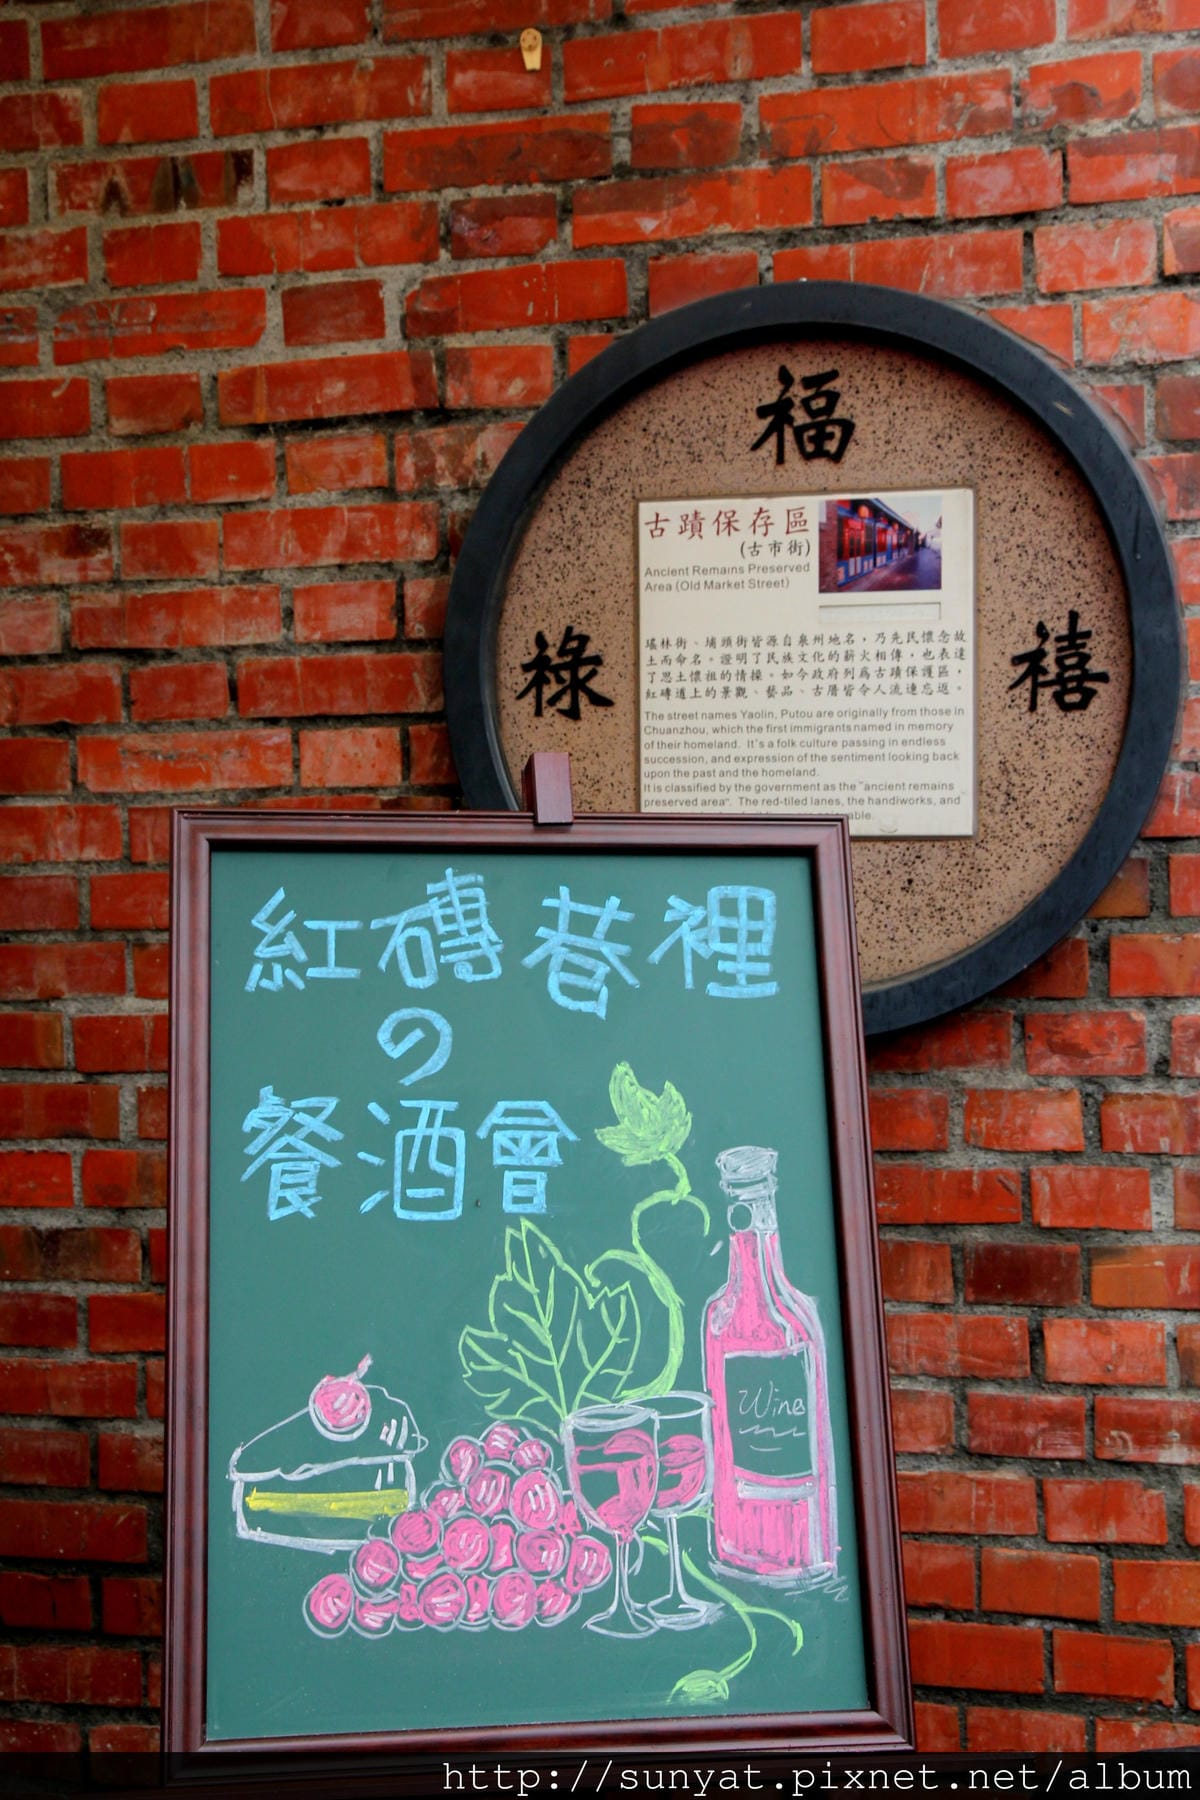 福
祿
禧
古蹟保存區
(古市街)
Ancient Remains Preserved
Area (Old Market Street)
瑤林街、埔頭街皆源自泉州地名，乃先民懷念故
土而命名。證明了民族文化的薪火相傳，也表達
了思土懷祖的情操。如今政府列為古蹟保護區，
紅磚道上的景觀、藝品、古厝皆令人流連忘返。
The street names Yaolin, Putou are originally from those in
Chuanzhou, which the first immigrants named in memory
of their homeland. It's a folk culture passing in endless
succession, and expression of the sentiment looking back
upon the past and the homeland.
It is classified by the government as the "ancient remains
preserved area". The red-tiled lanes, the handiworks, and
紅磚巷裡
の
餐酒會
Wine
http://sunyat.pixnet.net/album